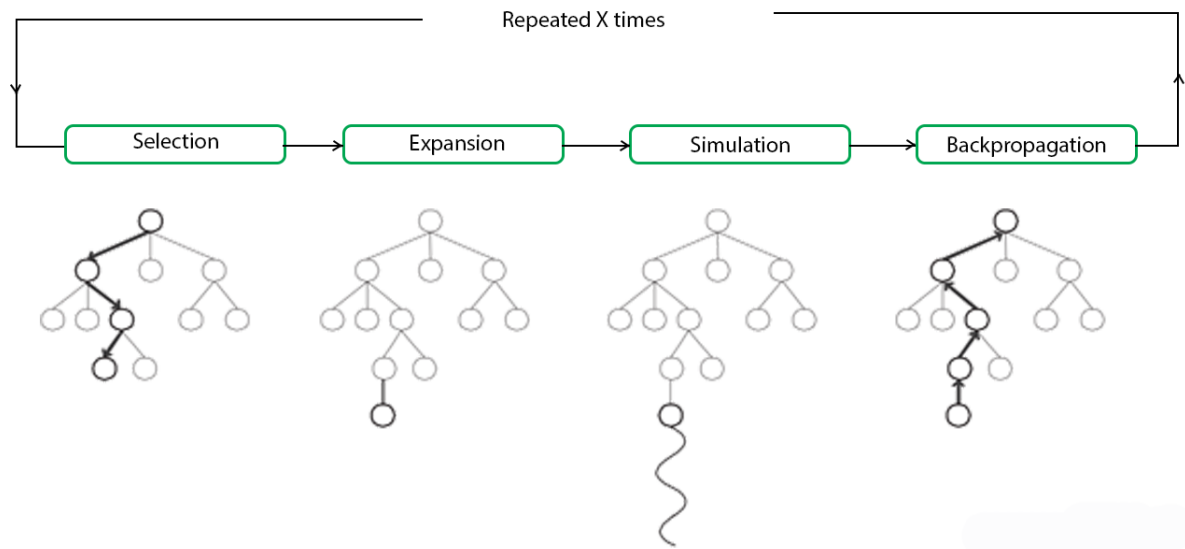 Repeated X times
Selection
Expansion
Simulation
Backpropagation